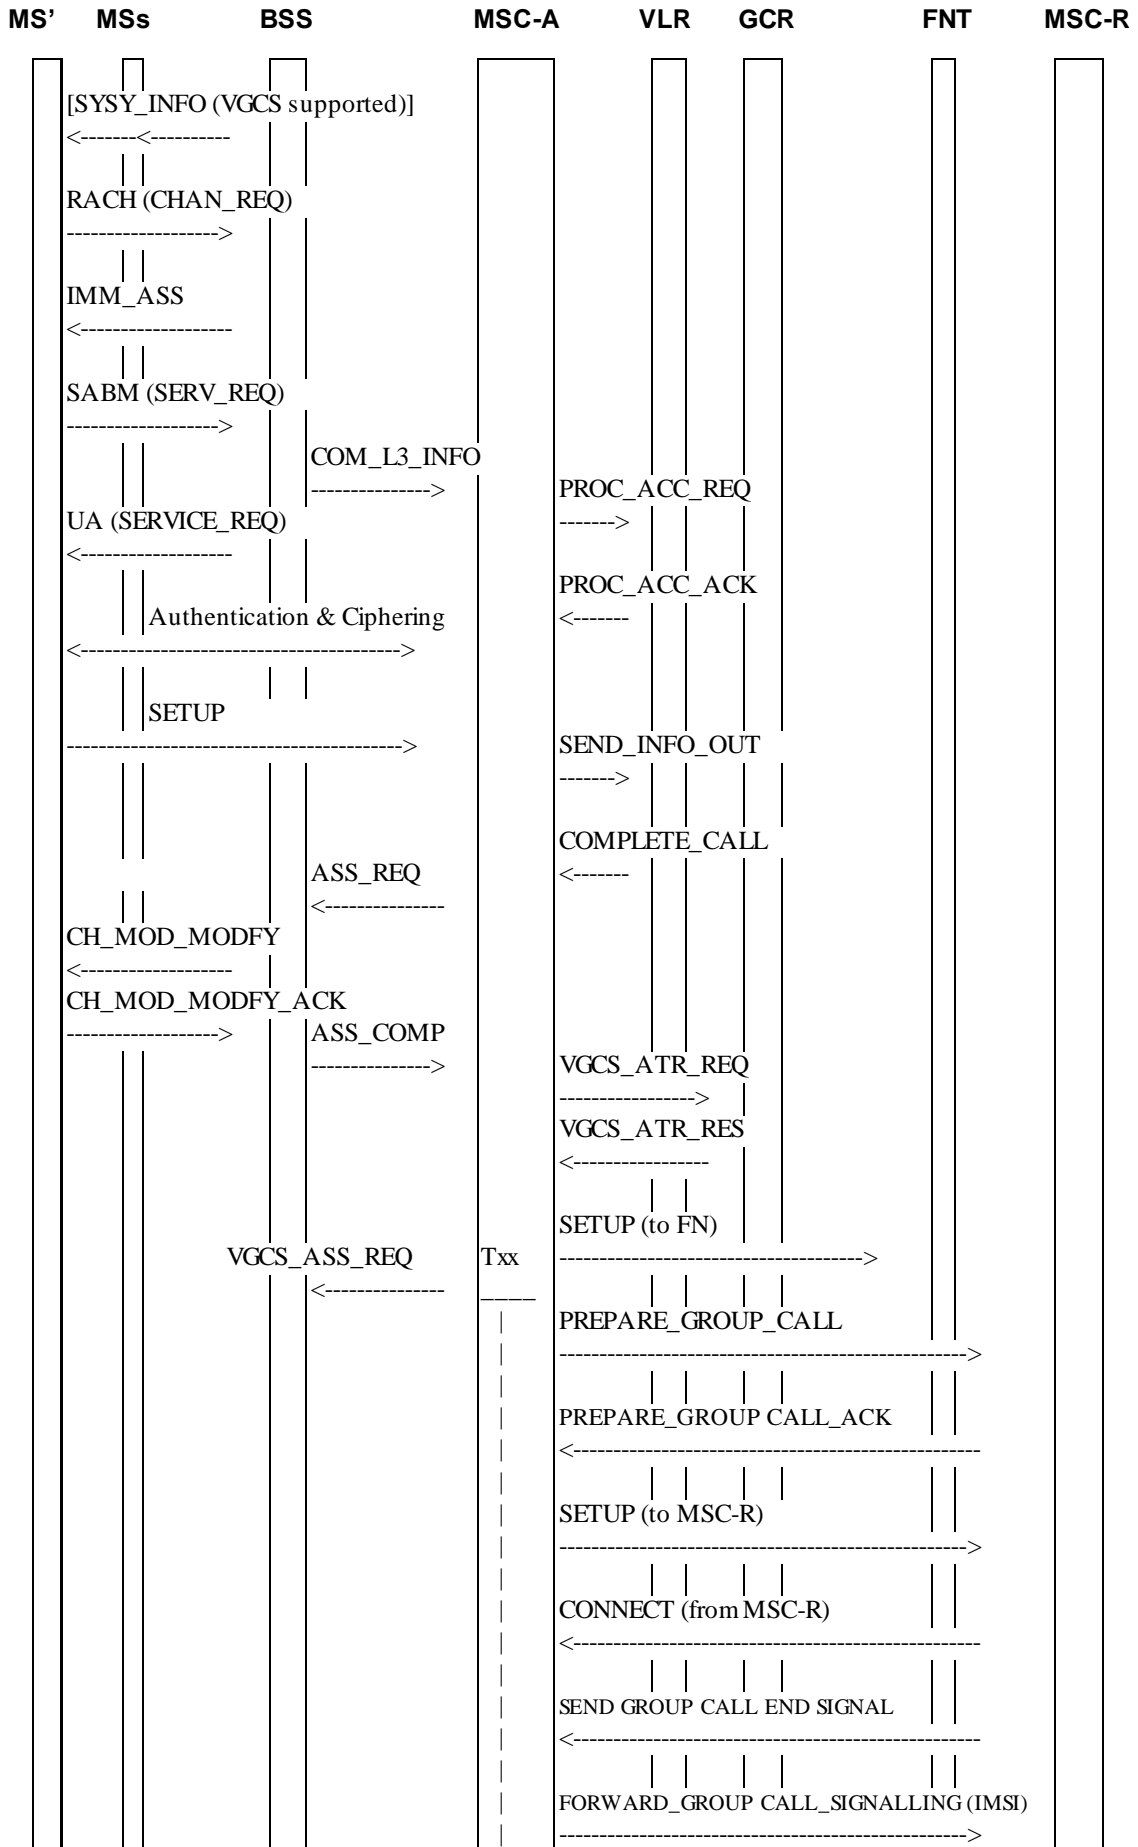 MS’ MSs BSS MSC-A VLR GCR FNT MSC-R
[SYSY_INFO (VGCS supported)]
<-------<----------
RACH (CHAN_REQ)
------------------->
IMM_ASS
<-------------------
SABM (SERV_REQ)
------------------->
COM_L3_INFO
--------------->
PROC_ACC_REQ
------->
UA (SERVICE_REQ)
<-------------------
PROC_ACC_ACK
<-------
Authentication & Ciphering
<---------------------------------------->
SETUP
------------------------------------------>
SEND_INFO_OUT
------->
COMPLETE_CALL
<-------
ASS_REQ
<---------------
CH_MOD_MODFY
<-------------------
CH_MOD_MODFY_ACK
------------------->
ASS_COMP
--------------->
VGCS_ATR_REQ
----------------->
VGCS_ATR_RES
<-----------------
SETUP (to FN)
-------------------------------------->
VGCS_ASS_REQ Txx
<--------------- ____
PREPARE_GROUP_CALL
--------------------------------------------------->
PREPARE_GROUP CALL_ACK
<---------------------------------------------------
SETUP (to MSC-R)
--------------------------------------------------->
CONNECT (from MSC-R)
<---------------------------------------------------
SEND GROUP CALL END SIGNAL
<---------------------------------------------------
FORWARD_GROUP CALL_SIGNALLING (IMSI)
--------------------------------------------------->